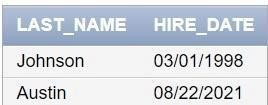 LAST_NAME HIRE_DATE
Johnson 03/01/1998
Austin 08/22/2021